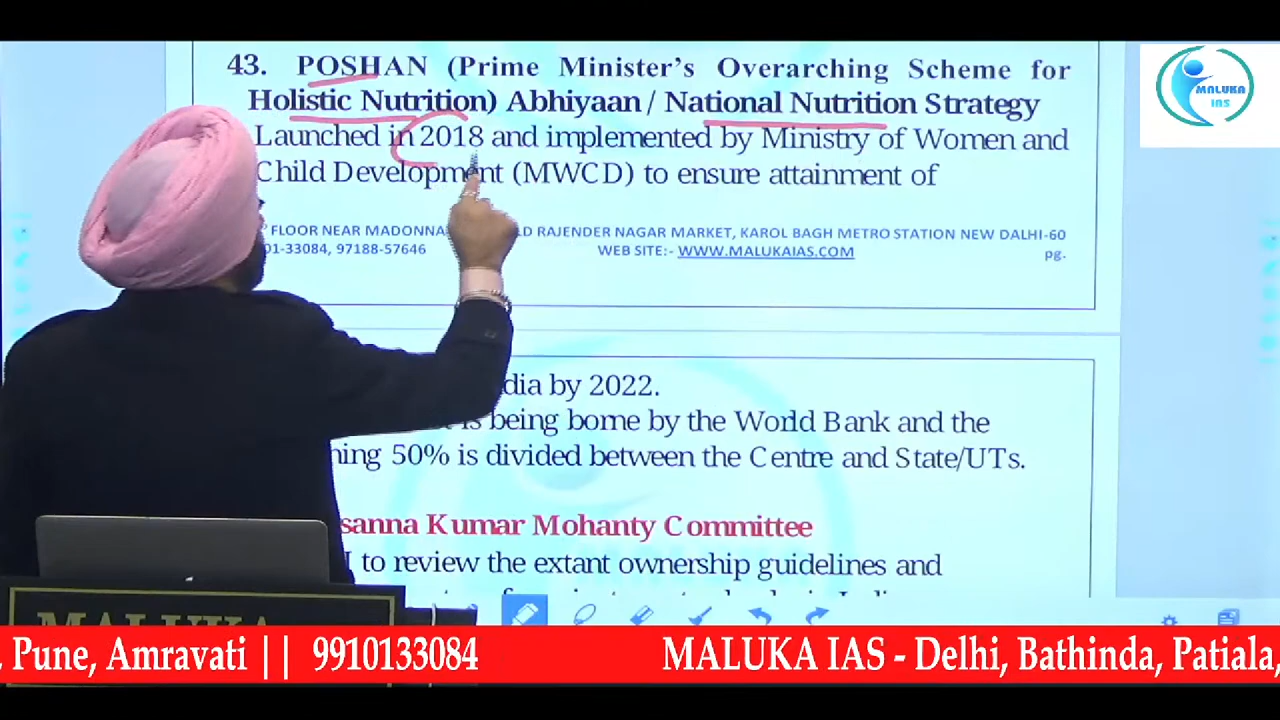 43. POSHAN (Prime Minister's Overarching Scheme for
Holistic Nutrition) Abhiyaan / National Nutrition Strategy
Launched in 2018 and implemented by Ministry of Women and
Child Development (MWCD) to ensure attainment of
MALUKA
IAS
FLOOR NEAR MADONNA RAJENDER NAGAR MARKET, KAROL BAGH METRO STATION NEW DALHI-60
01-33084, 97188-57646 WEB SITE:- WWW.MALUKAIAS.COM pg.
by 2022.
being borne by the World Bank and the
50% is divided between the Centre and State/UTs.
Kumar Mohanty Committee
to review the extant ownership guidelines and
MALUKA
, Pune, Amravati || 9910133084 MALUKA IAS - Delhi, Bathinda, Patiala,